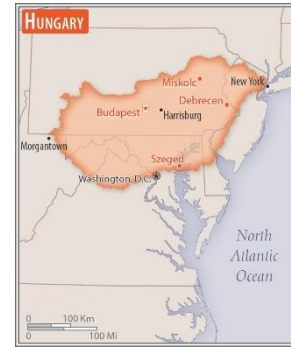 HUNGARY
Miskolc
New York
Debrecen
Budapest
Harrisburg
Morgantown
Szeged
Washington, D.C.
North
Atlantic
Ocean
0 100 Km
0 100 Mi